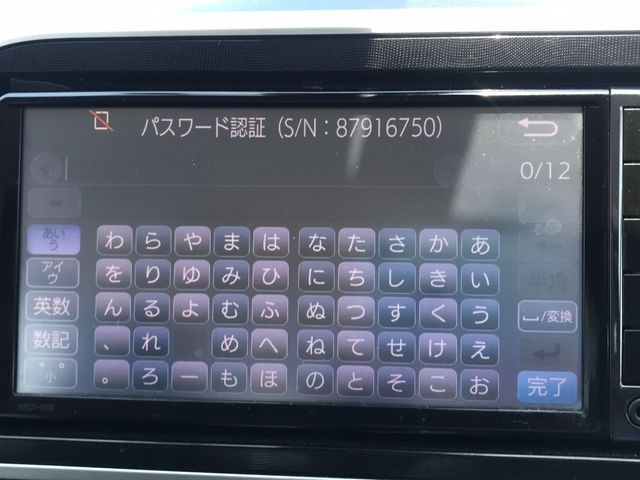 パスワード認証（S/N：87916750）
0/12
あいう わ ら や ま は な た さ か あ
アイウ を り ゆ み ひ に ち し き い 半角
英数 ん る よ む ふ ぬ つ す く う ␣/変換
数記 、 れ め へ ね て せ け え
゛゜小 。 ろ ー も ほ の と そ こ お 完了